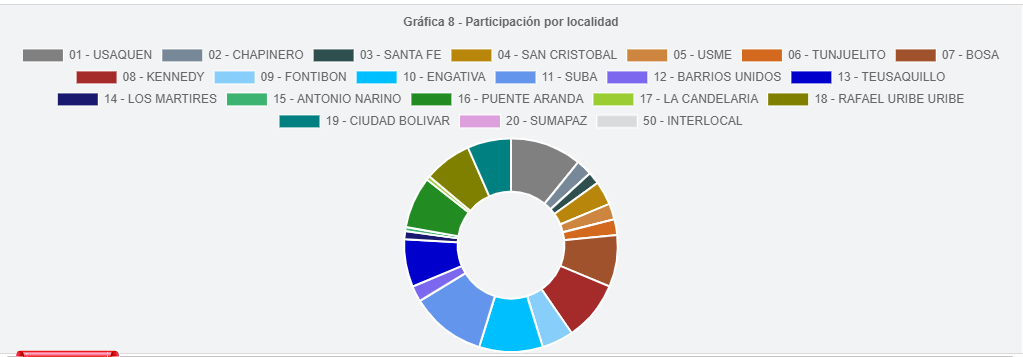 Gráfica 8 - Participación por localidad
01 - USAQUEN 02 - CHAPINERO 03 - SANTA FE 04 - SAN CRISTOBAL 05 - USME 06 - TUNJUELITO 07 - BOSA
08 - KENNEDY 09 - FONTIBON 10 - ENGATIVA 11 - SUBA 12 - BARRIOS UNIDOS 13 - TEUSAQUILLO
14 - LOS MARTIRES 15 - ANTONIO NARINO 16 - PUENTE ARANDA 17 - LA CANDELARIA 18 - RAFAEL URIBE URIBE
19 - CIUDAD BOLIVAR 20 - SUMAPAZ 50 - INTERLOCAL